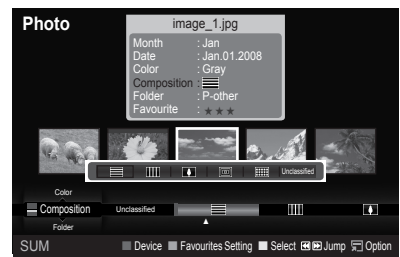 Photo
image_1.jpg
Month : Jan
Date : Jan.01.2008
Color : Gray
Composition :
Folder : P-other
Favourite : ★★★
Unclassified
Color
Composition Unclassified
Folder
SUM Device Favourites Setting Select Jump Option